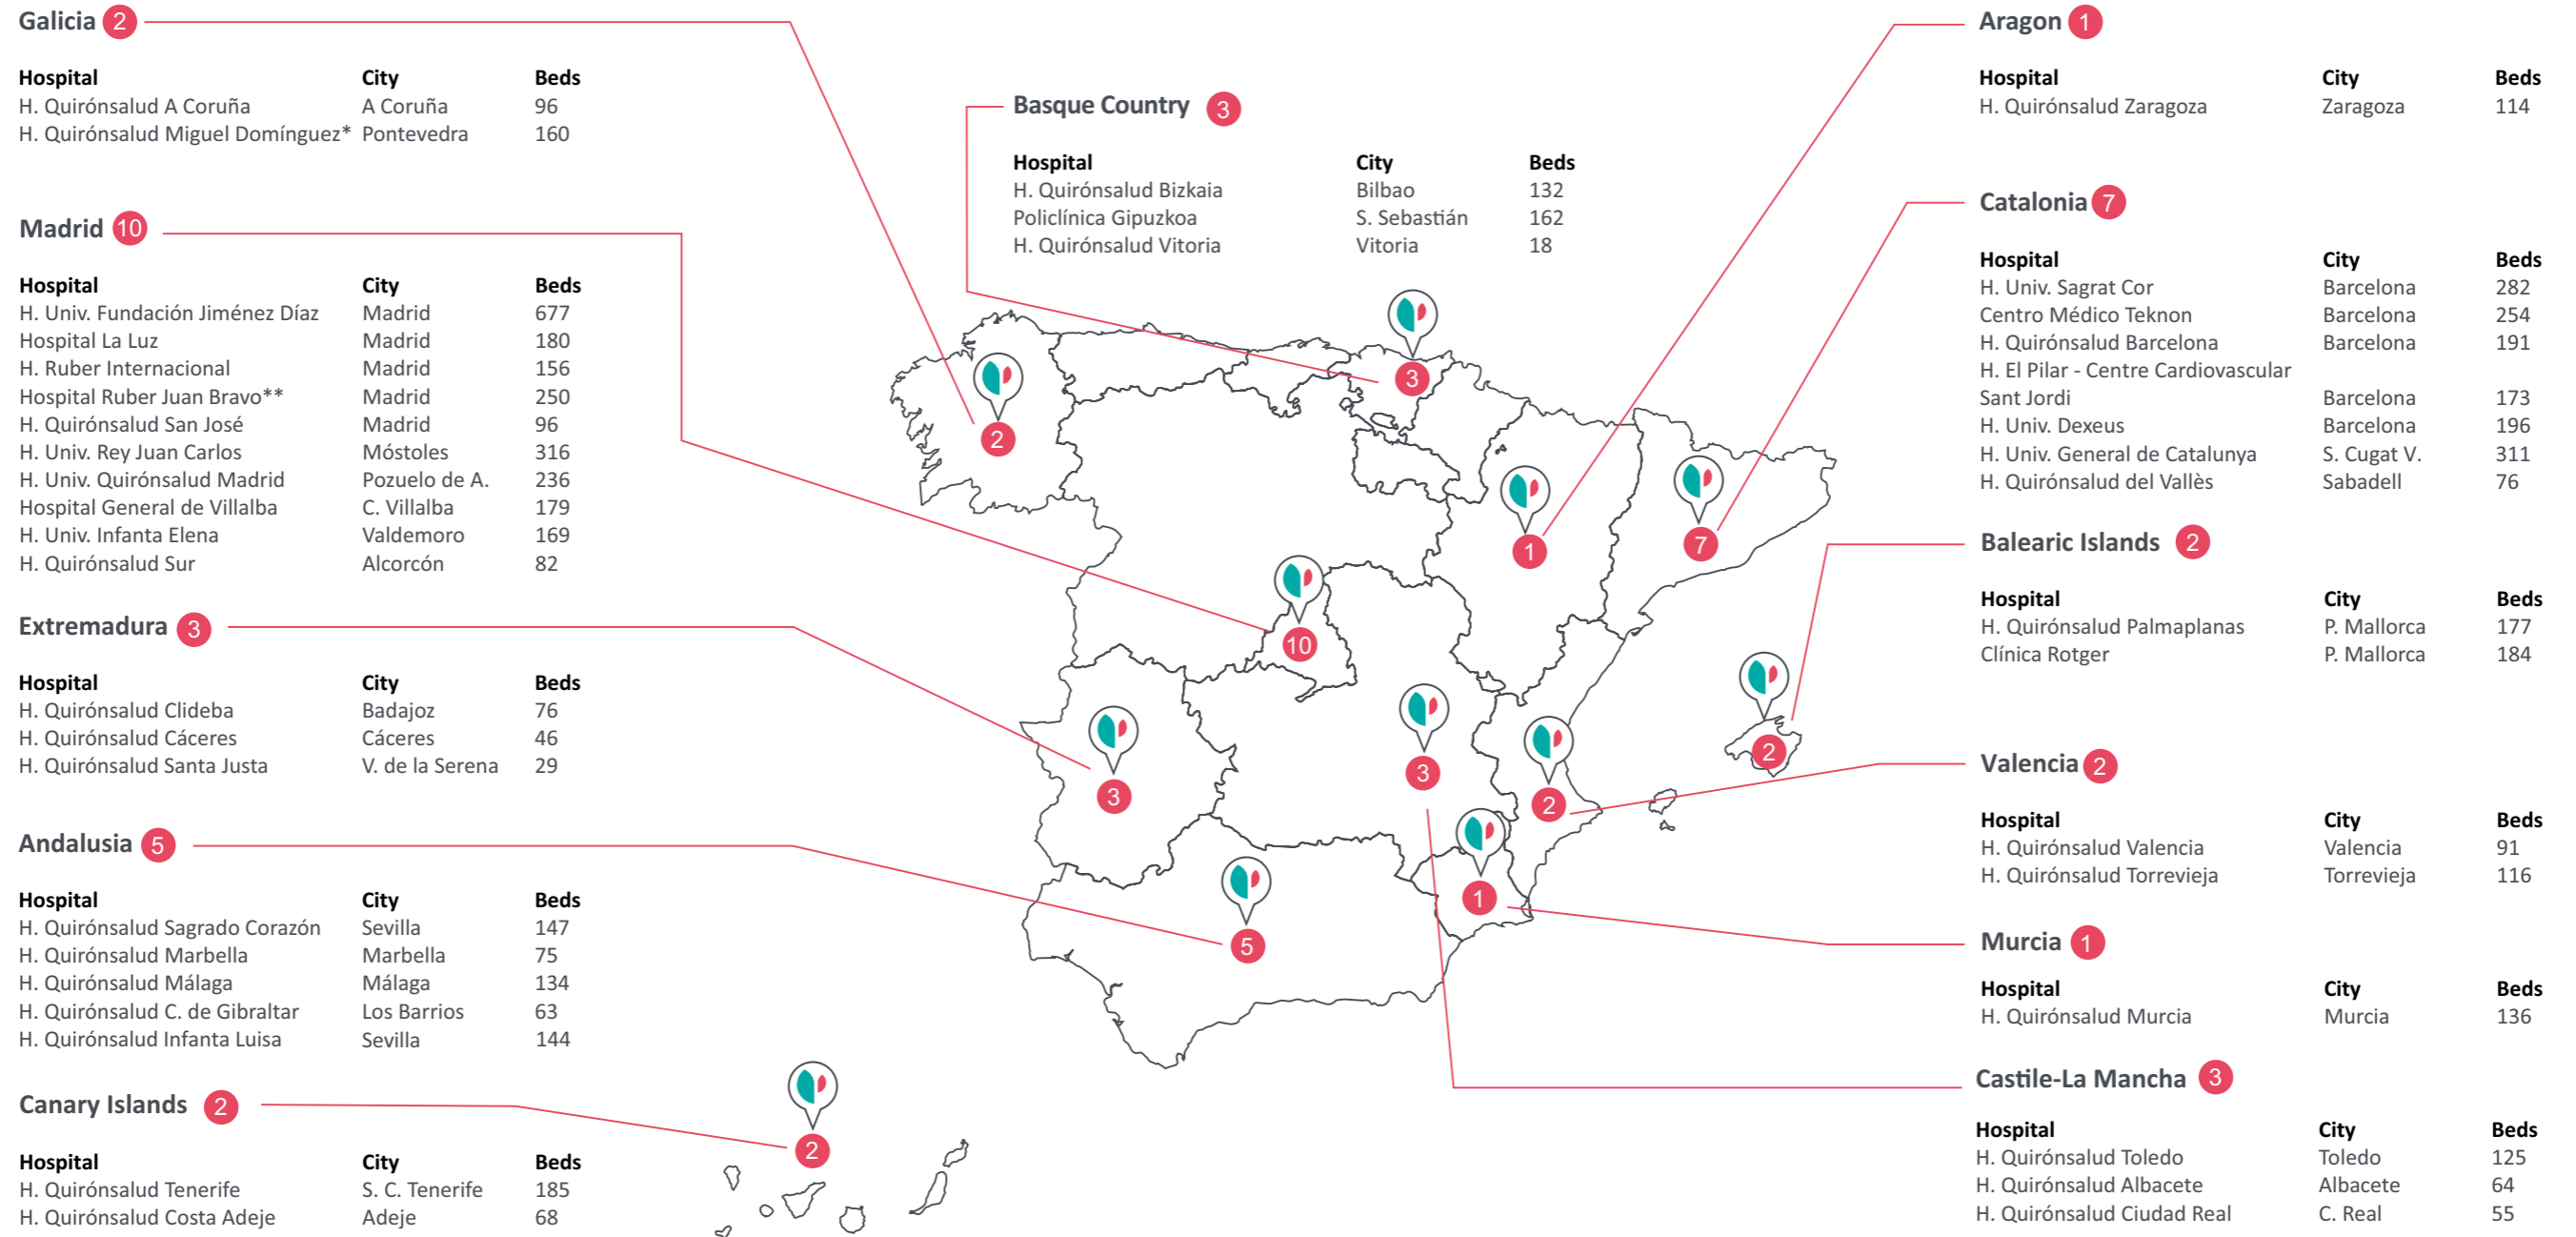 Galicia 2
Hospital City Beds
H. Quirónsalud A Coruña A Coruña 96
H. Quirónsalud Miguel Domínguez* Pontevedra 160
Madrid 10
Hospital City Beds
H. Univ. Fundación Jiménez Díaz Madrid 677
Hospital La Luz Madrid 180
H. Ruber Internacional Madrid 156
Hospital Ruber Juan Bravo** Madrid 250
H. Quirónsalud San José Madrid 96
H. Univ. Rey Juan Carlos Móstoles 316
H. Univ. Quirónsalud Madrid Pozuelo de A. 236
Hospital General de Villalba C. Villalba 179
H. Univ. Infanta Elena Valdemoro 169
H. Quirónsalud Sur Alcorcón 82
Extremadura 3
Hospital City Beds
H. Quirónsalud Clideba Badajoz 76
H. Quirónsalud Cáceres Cáceres 46
H. Quirónsalud Santa Justa V. de la Serena 29
Andalusia 5
Hospital City Beds
H. Quirónsalud Sagrado Corazón Sevilla 147
H. Quirónsalud Marbella Marbella 75
H. Quirónsalud Málaga Málaga 134
H. Quirónsalud C. de Gibraltar Los Barrios 63
H. Quirónsalud Infanta Luisa Sevilla 144
Canary Islands 2
Hospital City Beds
H. Quirónsalud Tenerife S. C. Tenerife 185
H. Quirónsalud Costa Adeje Adeje 68
Basque Country 3
Hospital City Beds
H. Quirónsalud Bizkaia Bilbao 132
Policlínica Gipuzkoa S. Sebastián 162
H. Quirónsalud Vitoria Vitoria 18
3
2
1
7
10
3
2
3
2
1
5
2
Aragon 1
Hospital City Beds
H. Quirónsalud Zaragoza Zaragoza 114
Catalonia 7
Hospital City Beds
H. Univ. Sagrat Cor Barcelona 282
Centro Médico Teknon Barcelona 254
H. Quirónsalud Barcelona Barcelona 191
H. El Pilar - Centre Cardiovascular
Sant Jordi Barcelona 173
H. Univ. Dexeus Barcelona 196
H. Univ. General de Catalunya S. Cugat V. 311
H. Quirónsalud del Vallès Sabadell 76
Balearic Islands 2
Hospital City Beds
H. Quirónsalud Palmaplanas P. Mallorca 177
Clínica Rotger P. Mallorca 184
Valencia 2
Hospital City Beds
H. Quirónsalud Valencia Valencia 91
H. Quirónsalud Torrevieja Torrevieja 116
Murcia 1
Hospital City Beds
H. Quirónsalud Murcia Murcia 136
Castile-La Mancha 3
Hospital City Beds
H. Quirónsalud Toledo Toledo 125
H. Quirónsalud Albacete Albacete 64
H. Quirónsalud Ciudad Real C. Real 55